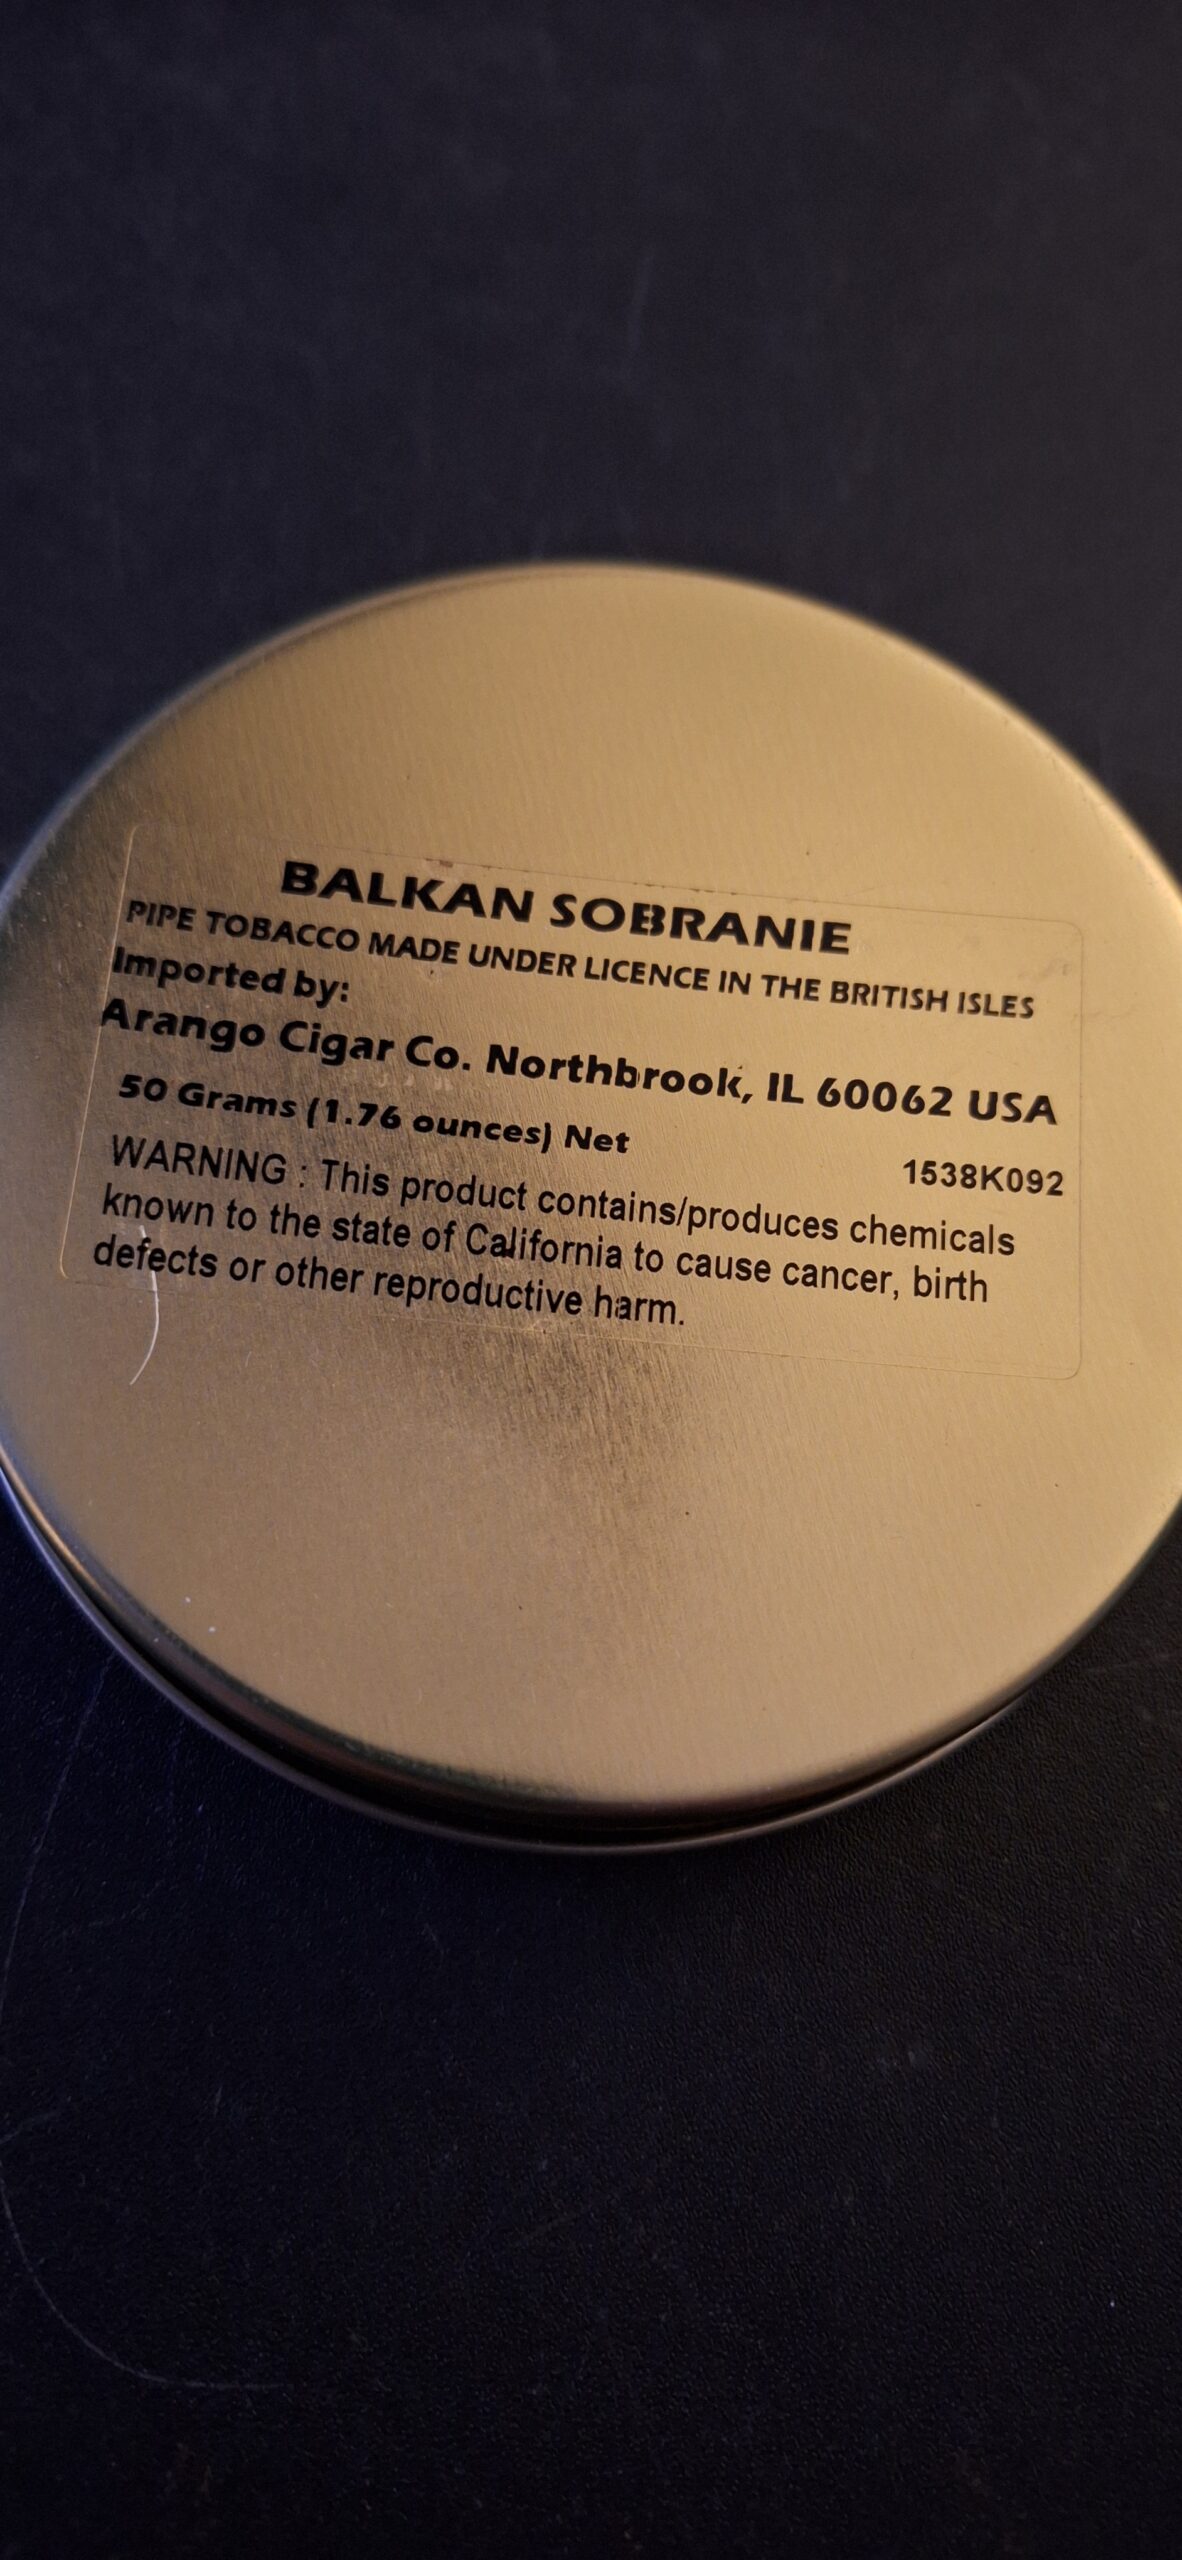 BALKAN SOBRANIE
PIPE TOBACCO MADE UNDER LICENCE IN THE BRITISH ISLES
Imported by:
Arango Cigar Co. Northbrook, IL 60062 USA
50 Grams (1.76 ounces) Net
1538K092
WARNING : This product contains/produces chemicals
known to the state of California to cause cancer, birth
defects or other reproductive harm.